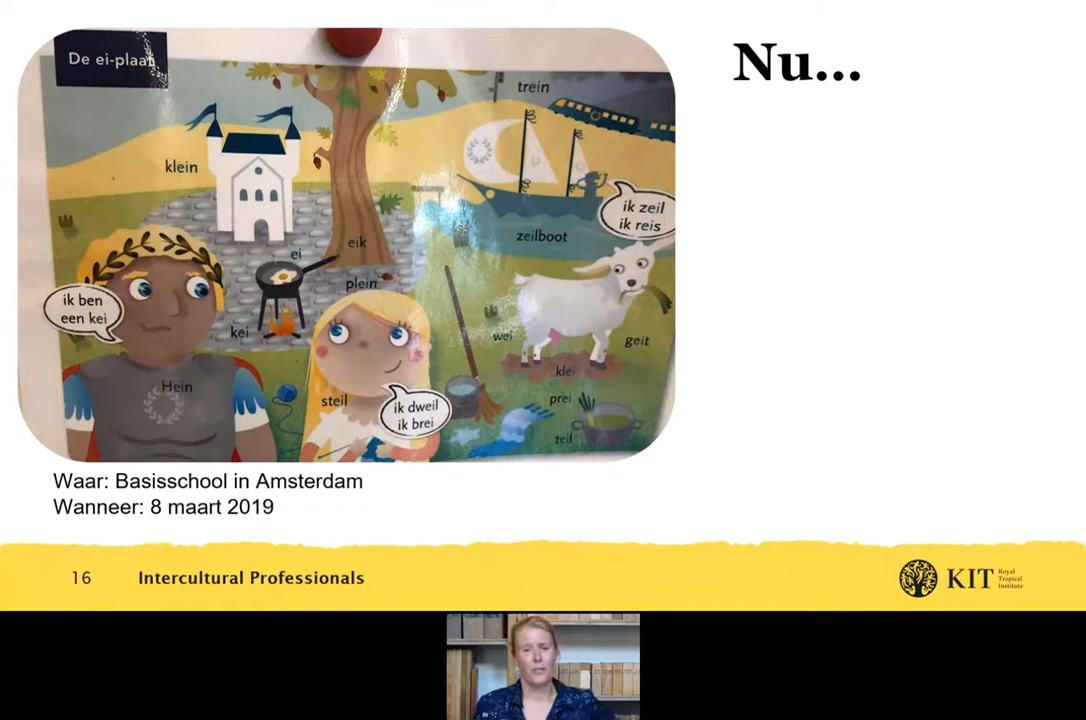 De ei-plaat
Nu...
trein
klein
ik zeil
ik reis
zeilboot
eik
ei
plein
ik ben
een kei
kei
wei
geit
klei
Hein
steil
ik dweil
ik brei
prei
teil
Waar: Basisschool in Amsterdam
Wanneer: 8 maart 2019
16
Intercultural Professionals
KIT
Royal
Tropical
Institute